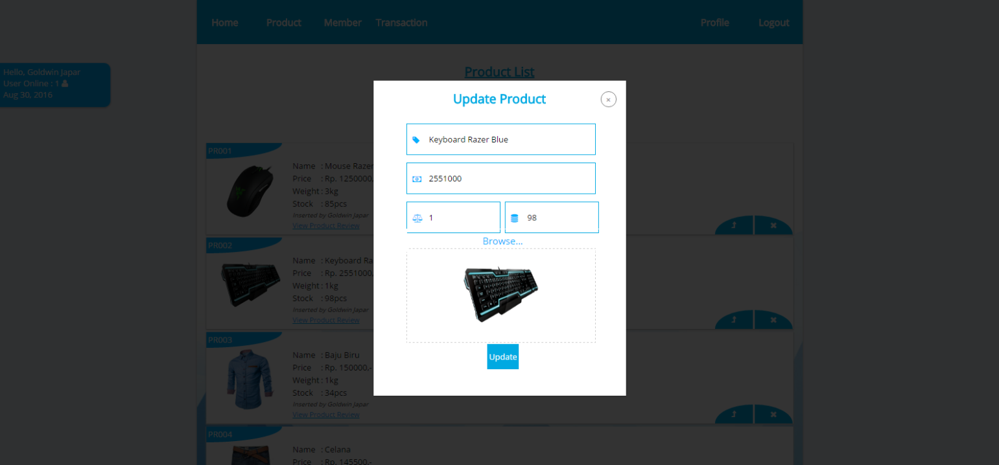 Home Product Member Transaction Profile Logout
Hello, Goldwin Japar
User Online : 1
Aug 30, 2016
Product List
Update Product
×
Keyboard Razer Blue
2551000
1 98
Browse...
Update
PR001
Name : Mouse Razer
Price : Rp. 1250000,
Weight : 3kg
Stock : 85pcs
Inserted by Goldwin Japar
View Product Review
PR002
Name : Keyboard Ra
Price : Rp. 2551000,
Weight : 1kg
Stock : 98pcs
Inserted by Goldwin Japar
View Product Review
PR003
Name : Baju Biru
Price : Rp. 150000,-
Weight : 1kg
Stock : 34pcs
Inserted by Goldwin Japar
View Product Review
PR004
Name : Celana
Price : Rp. 145500,-